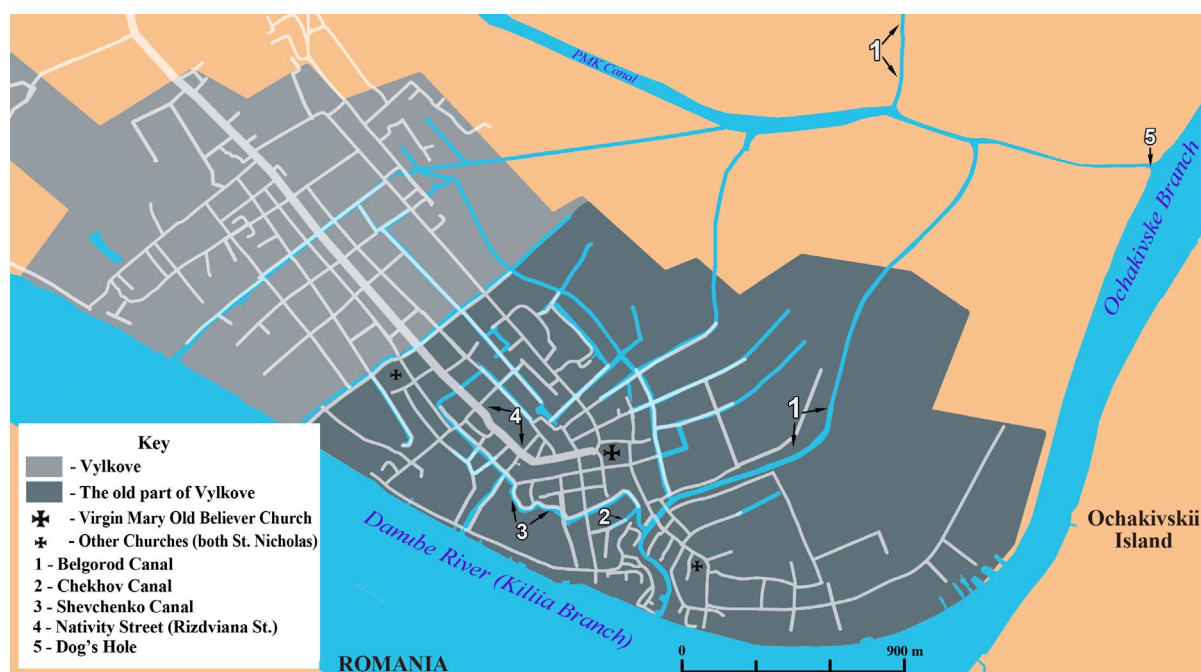 PMK Canal
1
5
Ochakivske Branch
4
1
3
2
Danube River (Kiliia Branch)
Ochakivskii
Island
ROMANIA
0
900 m
Key
- Vylkove
- The old part of Vylkove
- Virgin Mary Old Believer Church
- Other Churches (both St. Nicholas)
1 - Belgorod Canal
2 - Chekhov Canal
3 - Shevchenko Canal
4 - Nativity Street (Rizdviana St.)
5 - Dog's Hole